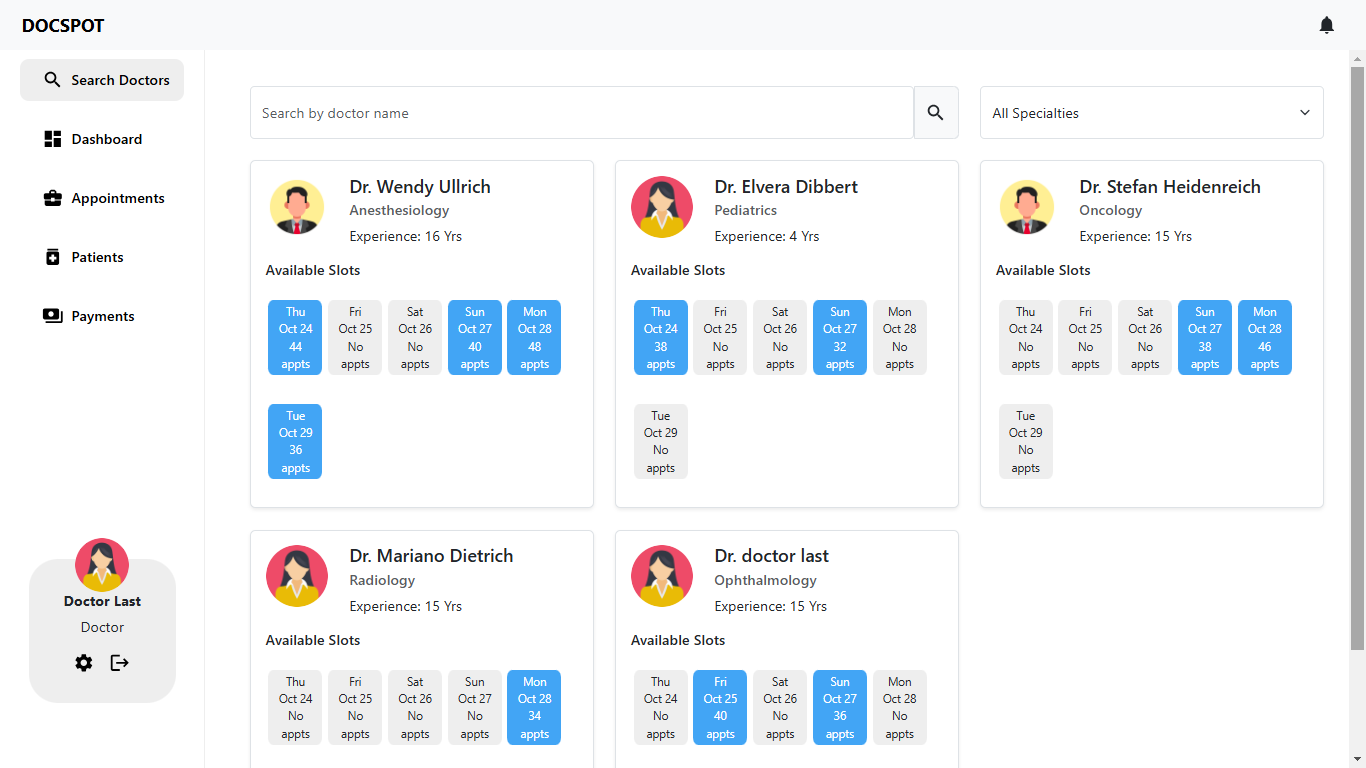 DOCSPOT
Search Doctors
Dashboard
Appointments
Patients
Payments
Doctor Last
Doctor
Search by doctor name
All Specialties
Dr. Wendy Ullrich
Anesthesiology
Experience: 16 Yrs
Available Slots
Thu
Oct 24
44
appts
Fri
Oct 25
No
appts
Sat
Oct 26
No
appts
Sun
Oct 27
40
appts
Mon
Oct 28
48
appts
Tue
Oct 29
36
appts
Dr. Elvera Dibbert
Pediatrics
Experience: 4 Yrs
Available Slots
Thu
Oct 24
38
appts
Fri
Oct 25
No
appts
Sat
Oct 26
No
appts
Sun
Oct 27
32
appts
Mon
Oct 28
No
appts
Tue
Oct 29
No
appts
Dr. Stefan Heidenreich
Oncology
Experience: 15 Yrs
Available Slots
Thu
Oct 24
No
appts
Fri
Oct 25
No
appts
Sat
Oct 26
No
appts
Sun
Oct 27
38
appts
Mon
Oct 28
46
appts
Tue
Oct 29
No
appts
Dr. Mariano Dietrich
Radiology
Experience: 15 Yrs
Available Slots
Thu
Oct 24
No
appts
Fri
Oct 25
No
appts
Sat
Oct 26
No
appts
Sun
Oct 27
No
appts
Mon
Oct 28
34
appts
Dr. doctor last
Ophthalmology
Experience: 15 Yrs
Available Slots
Thu
Oct 24
No
appts
Fri
Oct 25
40
appts
Sat
Oct 26
No
appts
Sun
Oct 27
36
appts
Mon
Oct 28
No
appts